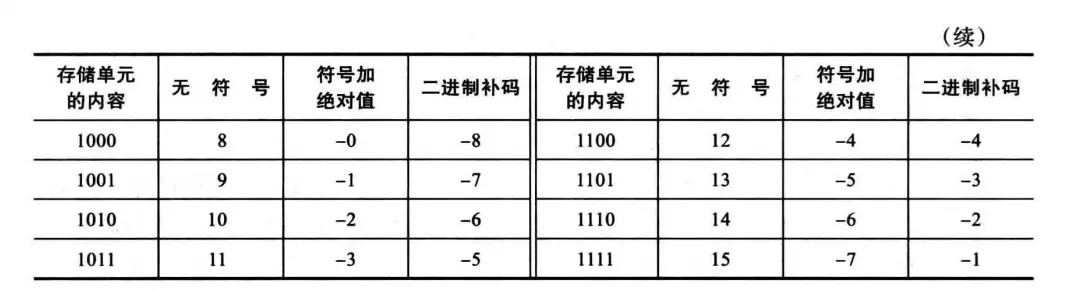 （续）
存储单元的内容 无符号 符号加绝对值 二进制补码 存储单元的内容 无符号 符号加绝对值 二进制补码
1000 8 –0 –8 1100 12 –4 –4
1001 9 –1 –7 1101 13 –5 –3
1010 10 –2 –6 1110 14 –6 –2
1011 11 –3 –5 1111 15 –7 –1